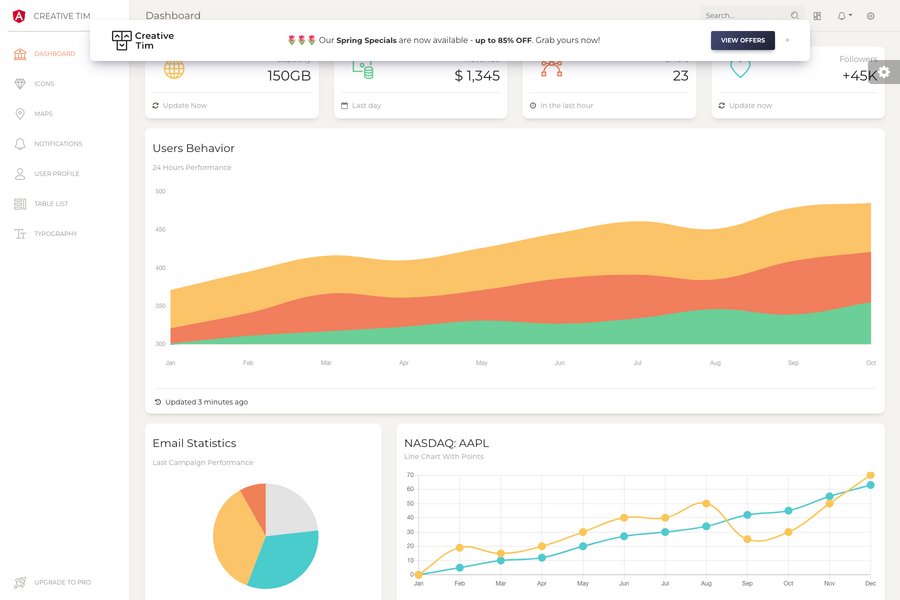 CREATIVE TIM
Dashboard
Search...
Creative
Tim
🌷🌷🌷 Our Spring Specials are now available - up to 85% OFF. Grab yours now!
VIEW OFFERS
×
DASHBOARD
ICONS
MAPS
NOTIFICATIONS
USER PROFILE
TABLE LIST
TYPOGRAPHY
UPGRADE TO PRO
150GB
Update Now
$ 1,345
Last day
23
In the last hour
Followers
+45K
Update now
Users Behavior
24 Hours Performance
500
450
400
350
300
Jan Feb Mar Apr May Jun Jul Aug Sep Oct
Updated 3 minutes ago
Email Statistics
Last Campaign Performance
NASDAQ: AAPL
Line Chart With Points
70
60
50
40
30
20
10
0
Jan Feb Mar Apr May Jun Jul Aug Sep Oct Nov Dec